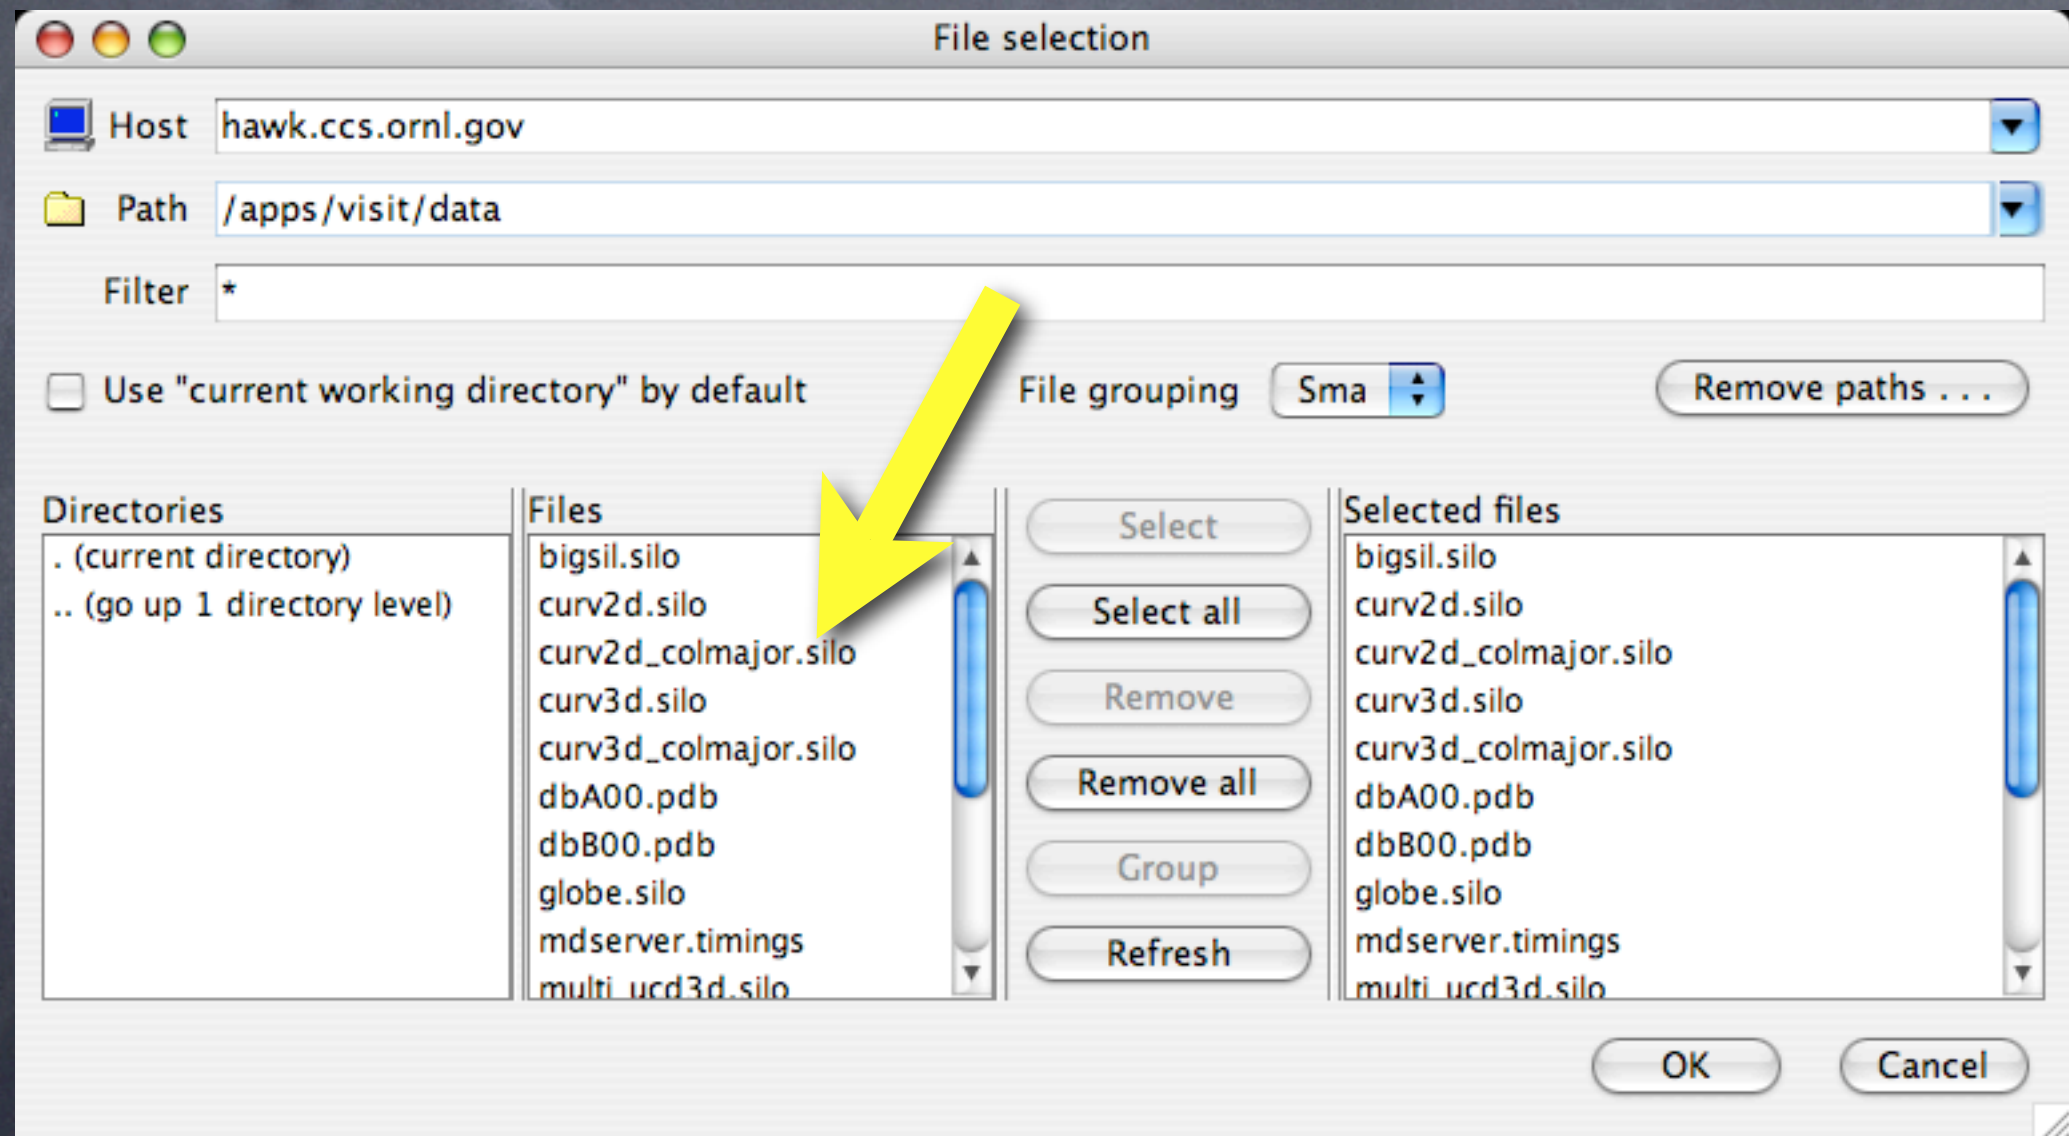 File selection
Host hawk.ccs.ornl.gov
Path /apps/visit/data
Filter *
Use "current working directory" by default
File grouping Sma
Remove paths . . .
Directories
. (current directory)
.. (go up 1 directory level)
Files
bigsil.silo
curv2d.silo
curv2d_colmajor.silo
curv3d.silo
curv3d_colmajor.silo
dbA00.pdb
dbB00.pdb
globe.silo
mdserver.timings
multi_ucd3d.silo
Select
Select all
Remove
Remove all
Group
Refresh
Selected files
bigsil.silo
curv2d.silo
curv2d_colmajor.silo
curv3d.silo
curv3d_colmajor.silo
dbA00.pdb
dbB00.pdb
globe.silo
mdserver.timings
multi_ucd3d.silo
OK
Cancel